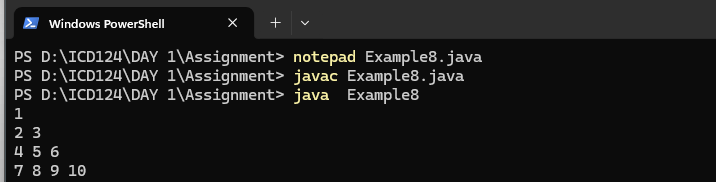 Windows PowerShell
PS D:\ICD124\DAY 1\Assignment> notepad Example8.java
PS D:\ICD124\DAY 1\Assignment> javac Example8.java
PS D:\ICD124\DAY 1\Assignment> java  Example8
1
2 3
4 5 6
7 8 9 10